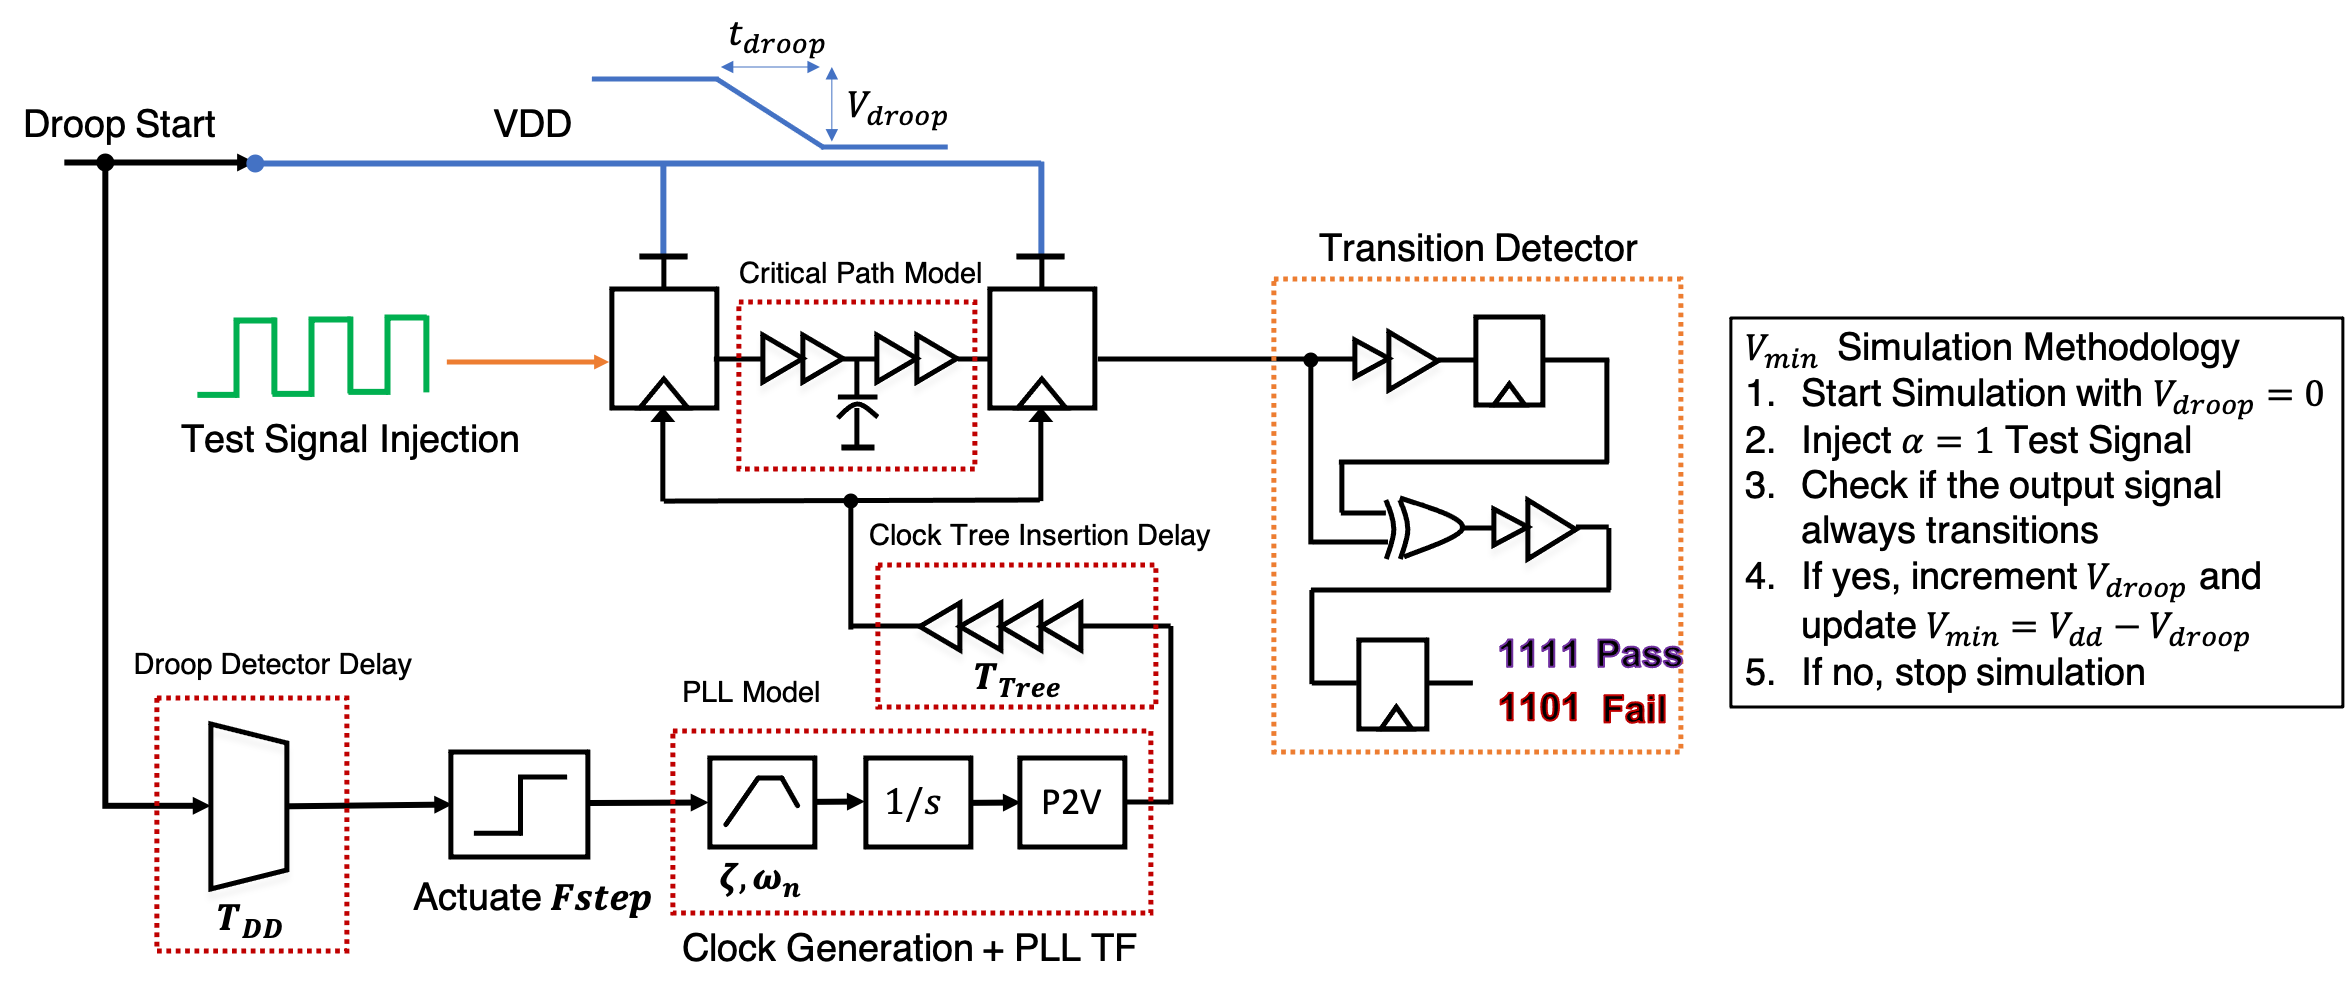 t_droop
V_droop
Droop Start
VDD
Transition Detector
Critical Path Model
Test Signal Injection
Clock Tree Insertion Delay
T_Tree
1111 Pass
1101 Fail
V_min Simulation Methodology
1. Start Simulation with V_droop = 0
2. Inject α = 1 Test Signal
3. Check if the output signal
always transitions
4. If yes, increment V_droop and
update V_min = V_dd − V_droop
5. If no, stop simulation
Droop Detector Delay
T_DD
Actuate Fstep
PLL Model
ζ, ω_n
1/s
P2V
Clock Generation + PLL TF